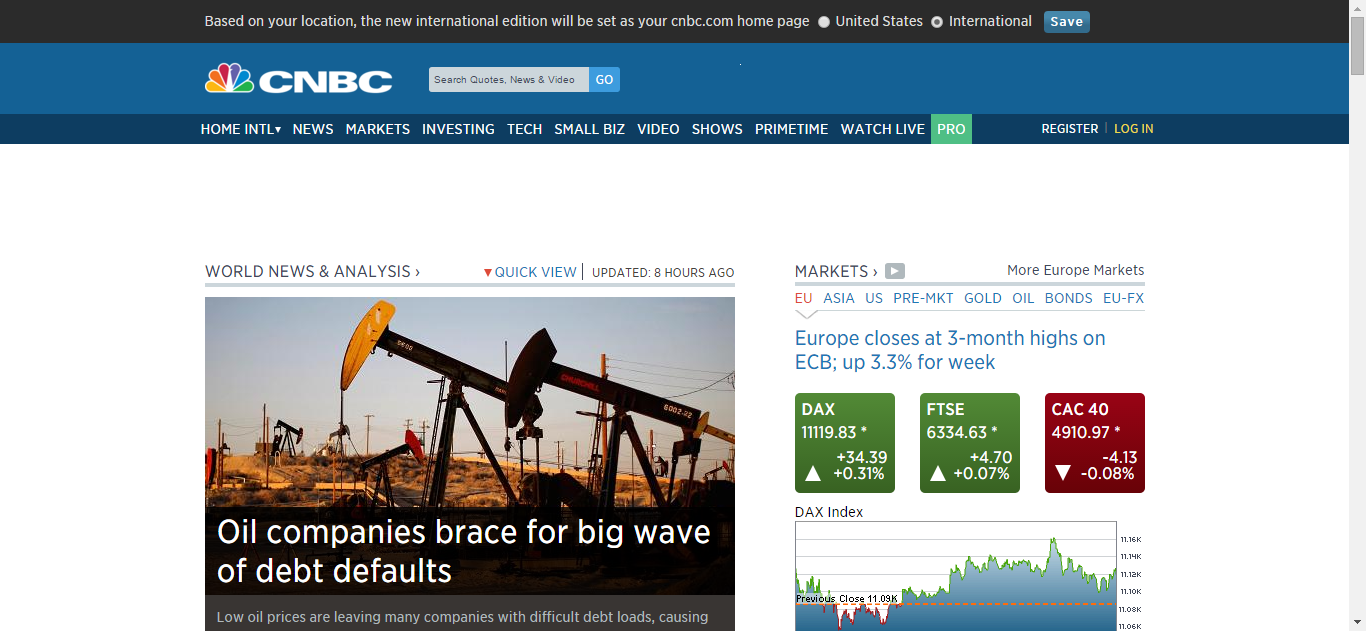 Based on your location, the new international edition will be set as your cnbc.com home page United States International Save
CNBC
Search Quotes, News & Video GO
HOME INTL▾ NEWS MARKETS INVESTING TECH SMALL BIZ VIDEO SHOWS PRIMETIME WATCH LIVE PRO REGISTER | LOG IN
WORLD NEWS & ANALYSIS › ▾QUICK VIEW | UPDATED: 8 HOURS AGO
5608
CHURCHILL
6002-22
Oil companies brace for big wave
of debt defaults
Low oil prices are leaving many companies with difficult debt loads, causing
MARKETS › More Europe Markets
EU ASIA US PRE-MKT GOLD OIL BONDS EU-FX
Europe closes at 3-month highs on
ECB; up 3.3% for week
DAX
11119.83 *
+34.39
▲ +0.31%
FTSE
6334.63 *
+4.70
▲ +0.07%
CAC 40
4910.97 *
-4.13
▼ -0.08%
DAX Index
11.16K
11.14K
11.12K
11.10K
Previous Close 11.09K
11.08K
11.06K